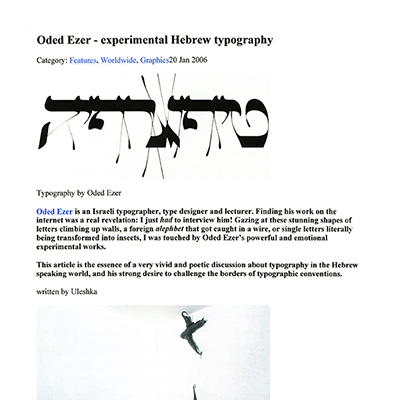 Oded Ezer - experimental Hebrew typography
Category: Features, Worldwide, Graphics20 Jan 2006
Typography by Oded Ezer
Oded Ezer is an Israeli typographer, type designer and lecturer. Finding his work on the
internet was a real revelation: I just had to interview him! Gazing at these stunning shapes of
letters climbing up walls, a foreign alephbet that got caught in a wire, or single letters literally
being transformed into insects, I was touched by Oded Ezer's powerful and emotional
experimental works.
This article is the essence of a very vivid and poetic discussion about typography in the Hebrew
speaking world, and his strong desire to challenge the borders of typographic conventions.
written by Uleshka